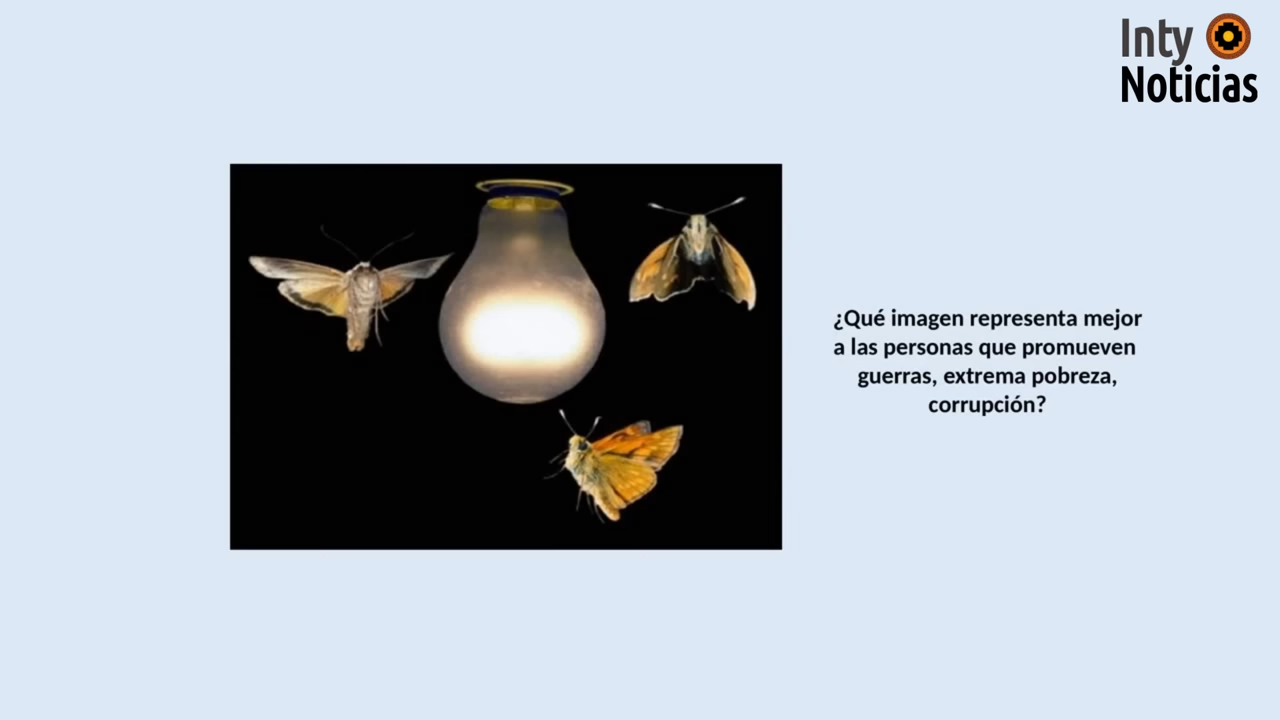 Inty
Noticias
¿Qué imagen representa mejor
a las personas que promueven
guerras, extrema pobreza,
corrupción?